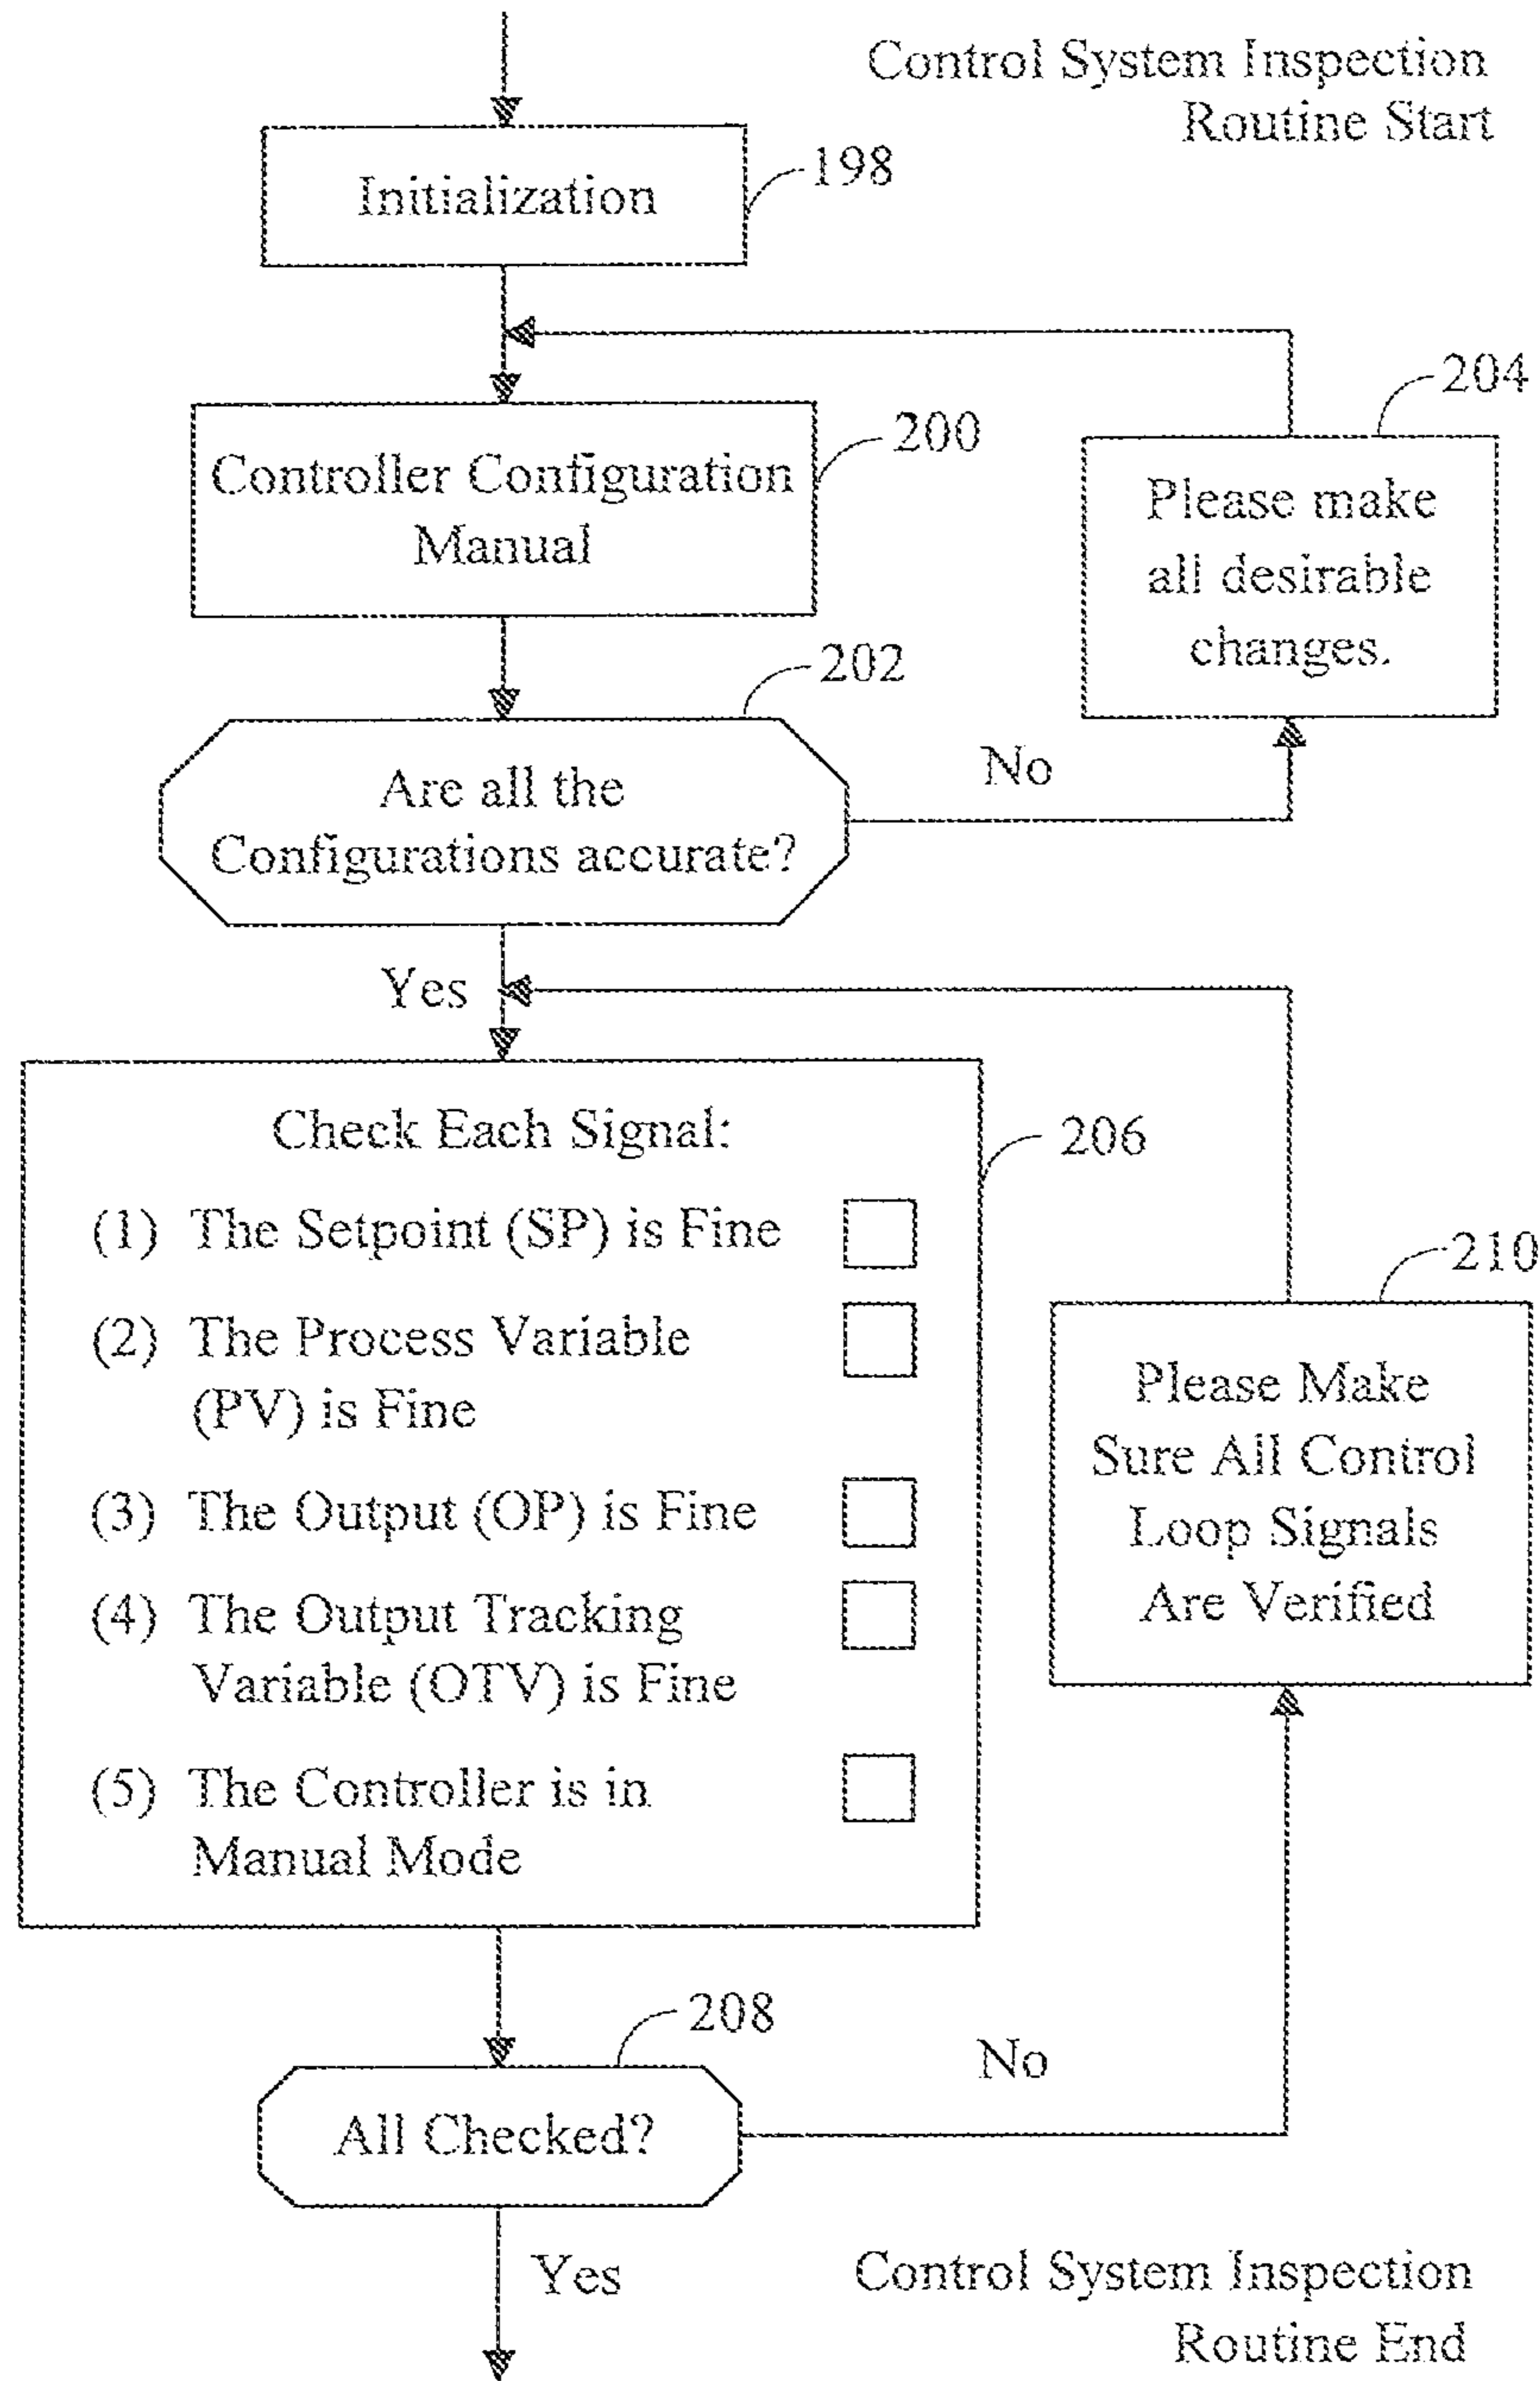 Control System Inspection
Routine Start
Initialization
198
204
200
Controller Configuration
Manual
Please make
all desirable
changes.
202
Are all the
Configurations accurate?
No
Yes
Check Each Signal:
206
(1) The Setpoint (SP) is Fine
(2) The Process Variable
(PV) is Fine
(3) The Output (OP) is Fine
(4) The Output Tracking
Variable (OTV) is Fine
(5) The Controller is in
Manual Mode
210
Please Make
Sure All Control
Loop Signals
Are Verified
208
All Checked?
No
Yes
Control System Inspection
Routine End